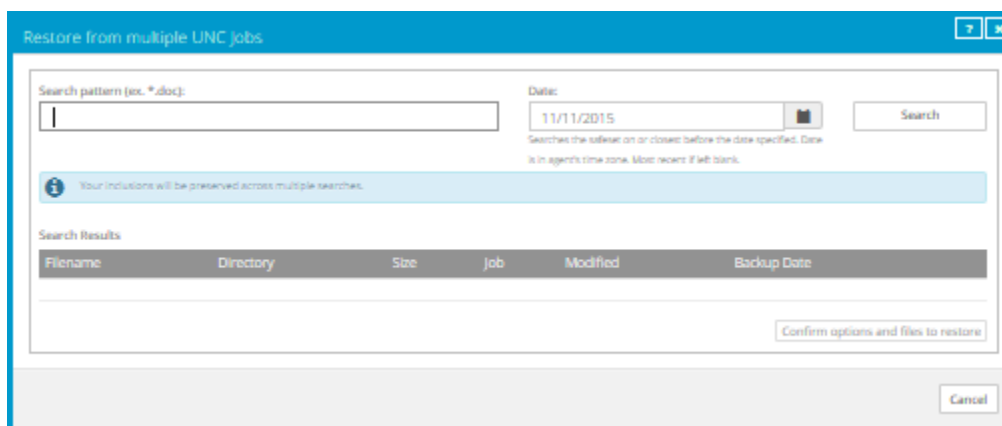 Restore from multiple UNC Jobs
?
Search pattern (ex. *.doc):
Date:
11/11/2015
Search
Searches the safeset on or closest before the date specified. Date
is in agent's time zone. Most recent if left blank.
Your inclusions will be preserved across multiple searches.
Search Results
Filename Directory Size Job Modified Backup Date
Confirm options and files to restore
Cancel